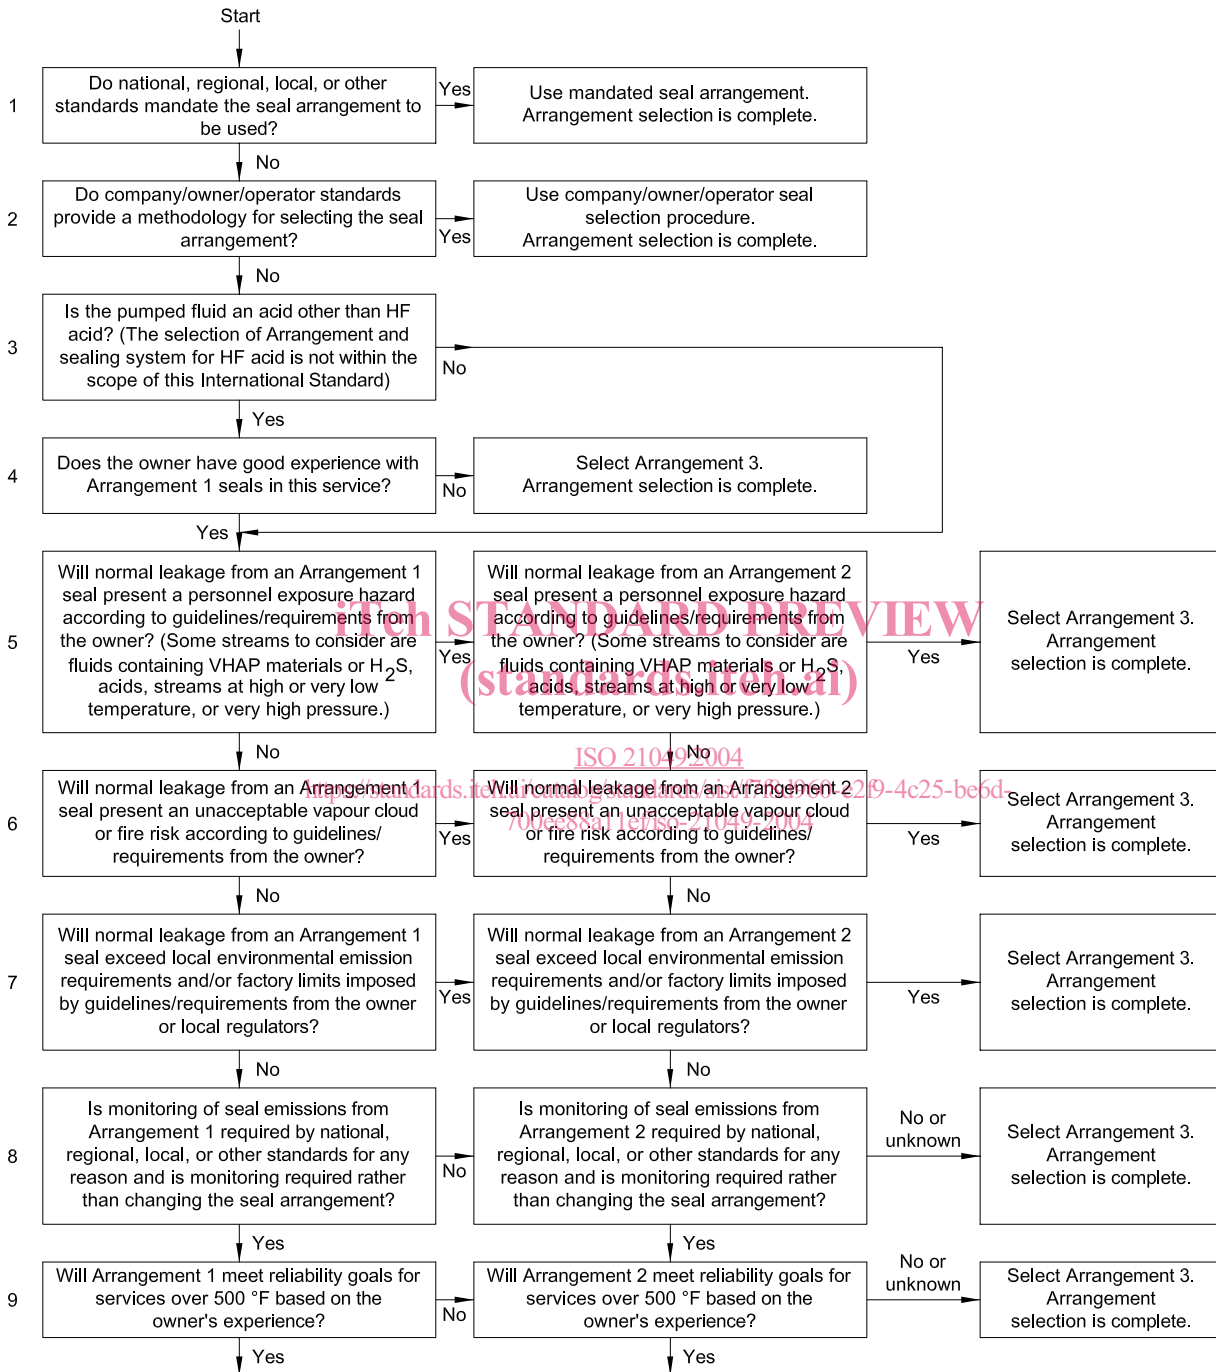 Start
1
Do national, regional, local, or other
standards mandate the seal arrangement to
be used?
Yes
Use mandated seal arrangement.
Arrangement selection is complete.
No
2
Do company/owner/operator standards
provide a methodology for selecting the seal
arrangement?
Yes
Use company/owner/operator seal
selection procedure.
Arrangement selection is complete.
No
3
Is the pumped fluid an acid other than HF
acid? (The selection of Arrangement and
sealing system for HF acid is not within the
scope of this International Standard)
No
Yes
4
Does the owner have good experience with
Arrangement 1 seals in this service?
No
Select Arrangement 3.
Arrangement selection is complete.
Yes
5
Will normal leakage from an Arrangement 1
seal present a personnel exposure hazard
according to guidelines/requirements from
the owner? (Some streams to consider are
fluids containing VHAP materials or H2S,
acids, streams at high or very low
temperature, or very high pressure.)
Yes
Will normal leakage from an Arrangement 2
seal present a personnel exposure hazard
according to guidelines/requirements from
the owner? (Some streams to consider are
fluids containing VHAP materials or H2S,
acids, streams at high or very low
temperature, or very high pressure.)
Yes
Select Arrangement 3.
Arrangement
selection is complete.
iTeh STANDARD PREVIEW
(standards.iteh.ai)
No
No
ISO 21049:2004
6
Will normal leakage from an Arrangement 1
seal present an unacceptable vapour cloud
or fire risk according to guidelines/
requirements from the owner?
Yes
Will normal leakage from an Arrangement 2
seal present an unacceptable vapour cloud
or fire risk according to guidelines/
requirements from the owner?
Yes
Select Arrangement 3.
Arrangement
selection is complete.
700ee88a11ef/iso-21049-2004
No
No
7
Will normal leakage from an Arrangement 1
seal exceed local environmental emission
requirements and/or factory limits imposed
by guidelines/requirements from the owner
or local regulators?
Yes
Will normal leakage from an Arrangement 2
seal exceed local environmental emission
requirements and/or factory limits imposed
by guidelines/requirements from the owner
or local regulators?
Yes
Select Arrangement 3.
Arrangement
selection is complete.
No
No
8
Is monitoring of seal emissions from
Arrangement 1 required by national,
regional, local, or other standards for any
reason and is monitoring required rather
than changing the seal arrangement?
No
Is monitoring of seal emissions from
Arrangement 2 required by national,
regional, local, or other standards for any
reason and is monitoring required rather
than changing the seal arrangement?
No or
unknown
Select Arrangement 3.
Arrangement
selection is complete.
Yes
Yes
9
Will Arrangement 1 meet reliability goals for
services over 500 °F based on the
owner's experience?
No
Will Arrangement 2 meet reliability goals for
services over 500 °F based on the
owner's experience?
No or
unknown
Select Arrangement 3.
Arrangement
selection is complete.
Yes
Yes